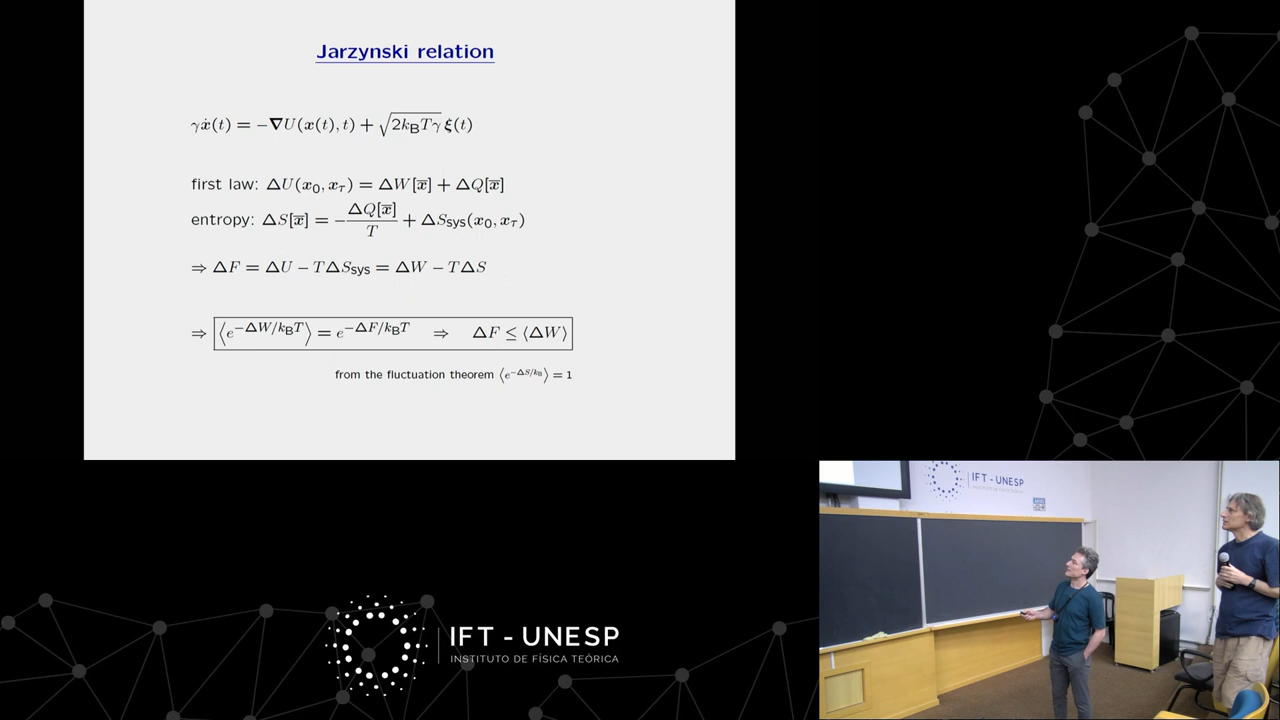 Jarzynski relation
γẋ(t) = −∇U(x(t), t) + √(2k_BTγ) ξ(t)
first law: ΔU(x₀, x_τ) = ΔW[x̅] + ΔQ[x̅]
entropy: ΔS[x̅] = −ΔQ[x̅]/T + ΔS_sys(x₀, x_τ)
⇒ ΔF = ΔU − TΔS_sys = ΔW − TΔS
⇒ ⟨e^{−ΔW/k_BT}⟩ = e^{−ΔF/k_BT} ⇒ ΔF ≤ ⟨ΔW⟩
from the fluctuation theorem ⟨e^{−ΔS/k_B}⟩ = 1
IFT - UNESP
IFT - UNESP
INSTITUTO DE FÍSICA TEÓRICA